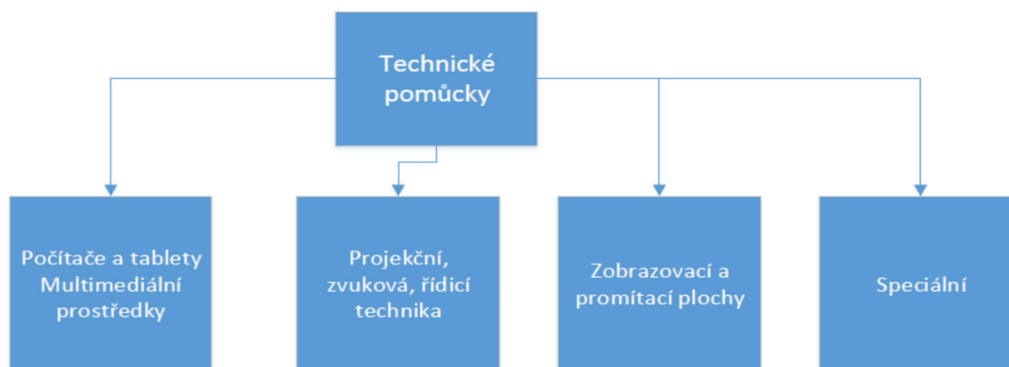 Technické
pomůcky
Počítače a tablety
Multimediální
prostředky
Projekční,
zvuková, řídicí
technika
Zobrazovací a
promítací plochy
Speciální